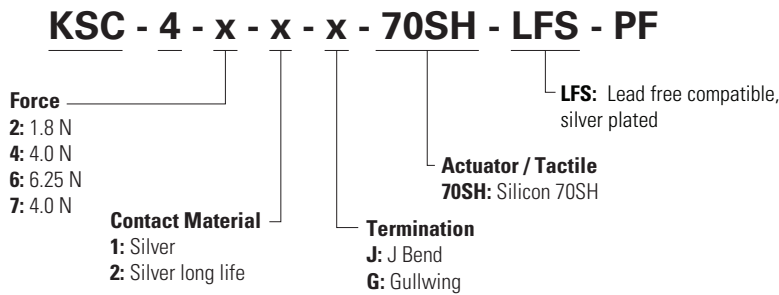 KSC - 4 - x - x - x - 70SH - LFS - PF
Force
2: 1.8 N
4: 4.0 N
6: 6.25 N
7: 4.0 N
Contact Material
1: Silver
2: Silver long life
Termination
J: J Bend
G: Gullwing
Actuator / Tactile
70SH: Silicon 70SH
LFS: Lead free compatible,
silver plated